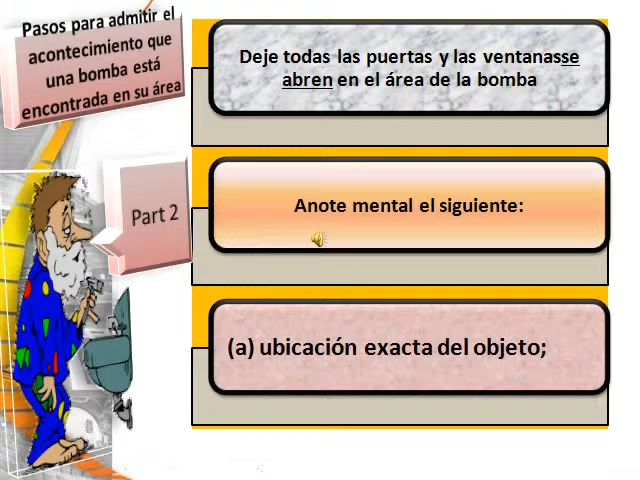 Pasos para admitir el
acontecimiento que
una bomba está
encontrada en su área
Deje todas las puertas y las ventanasse
abren en el área de la bomba
Part 2
Anote mental el siguiente:
(a) ubicación exacta del objeto;